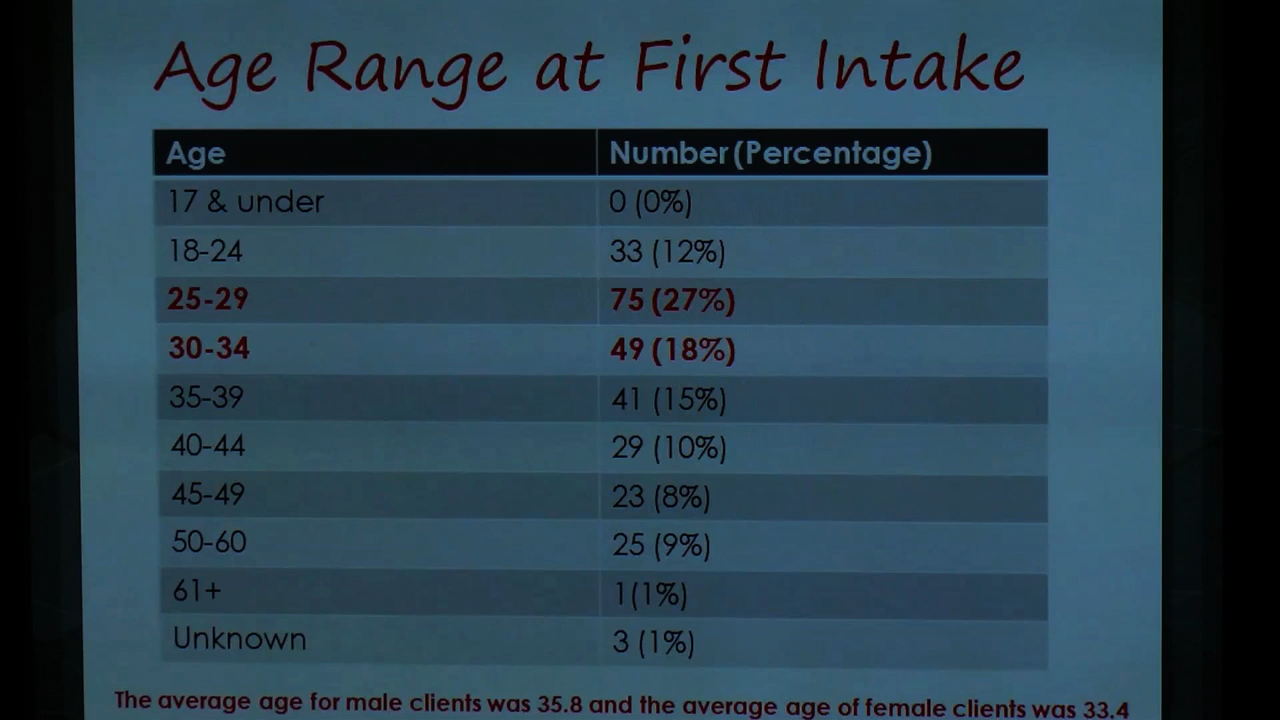 Age Range at First Intake
Age Number (Percentage)
17 & under 0 (0%)
18-24 33 (12%)
25-29 75 (27%)
30-34 49 (18%)
35-39 41 (15%)
40-44 29 (10%)
45-49 23 (8%)
50-60 25 (9%)
61+ 1(1%)
Unknown 3 (1%)
The average age for male clients was 35.8 and the average age of female clients was 33.4